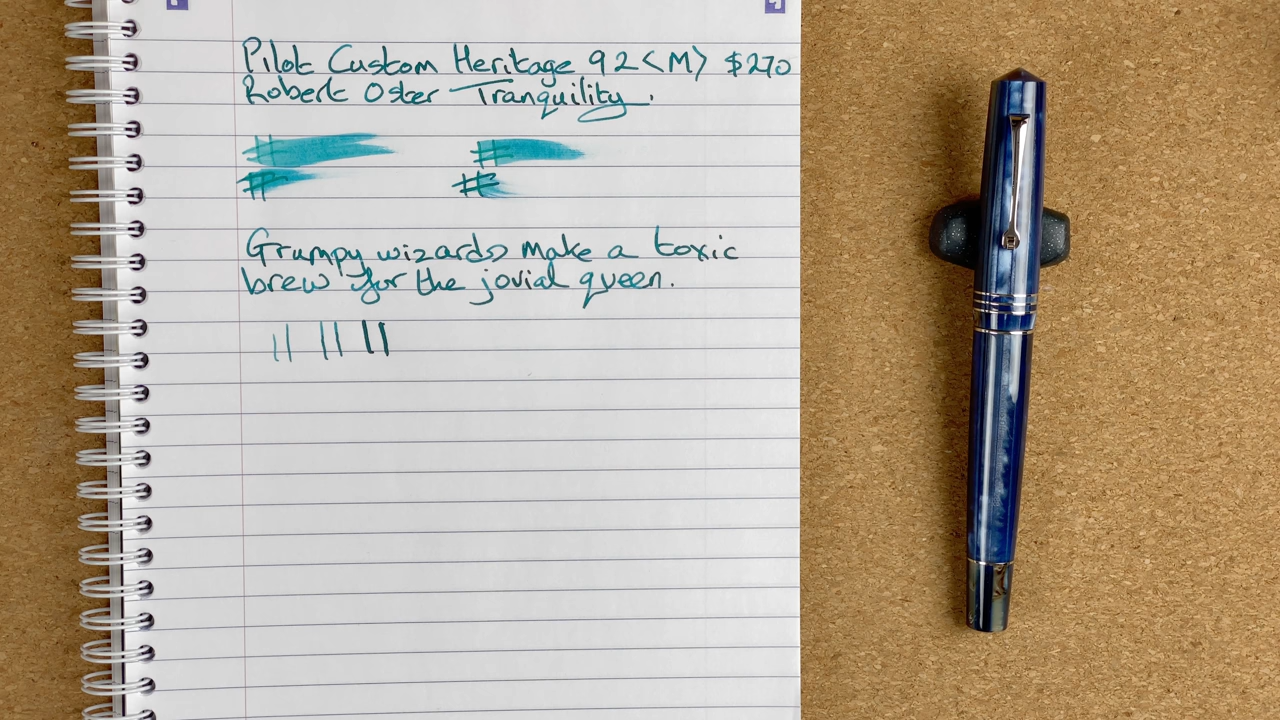 Pilot Custom Heritage 92 <M> $270
Robert Oster Tranquility.
Grumpy wizards make a toxic
brew for the jovial queen.